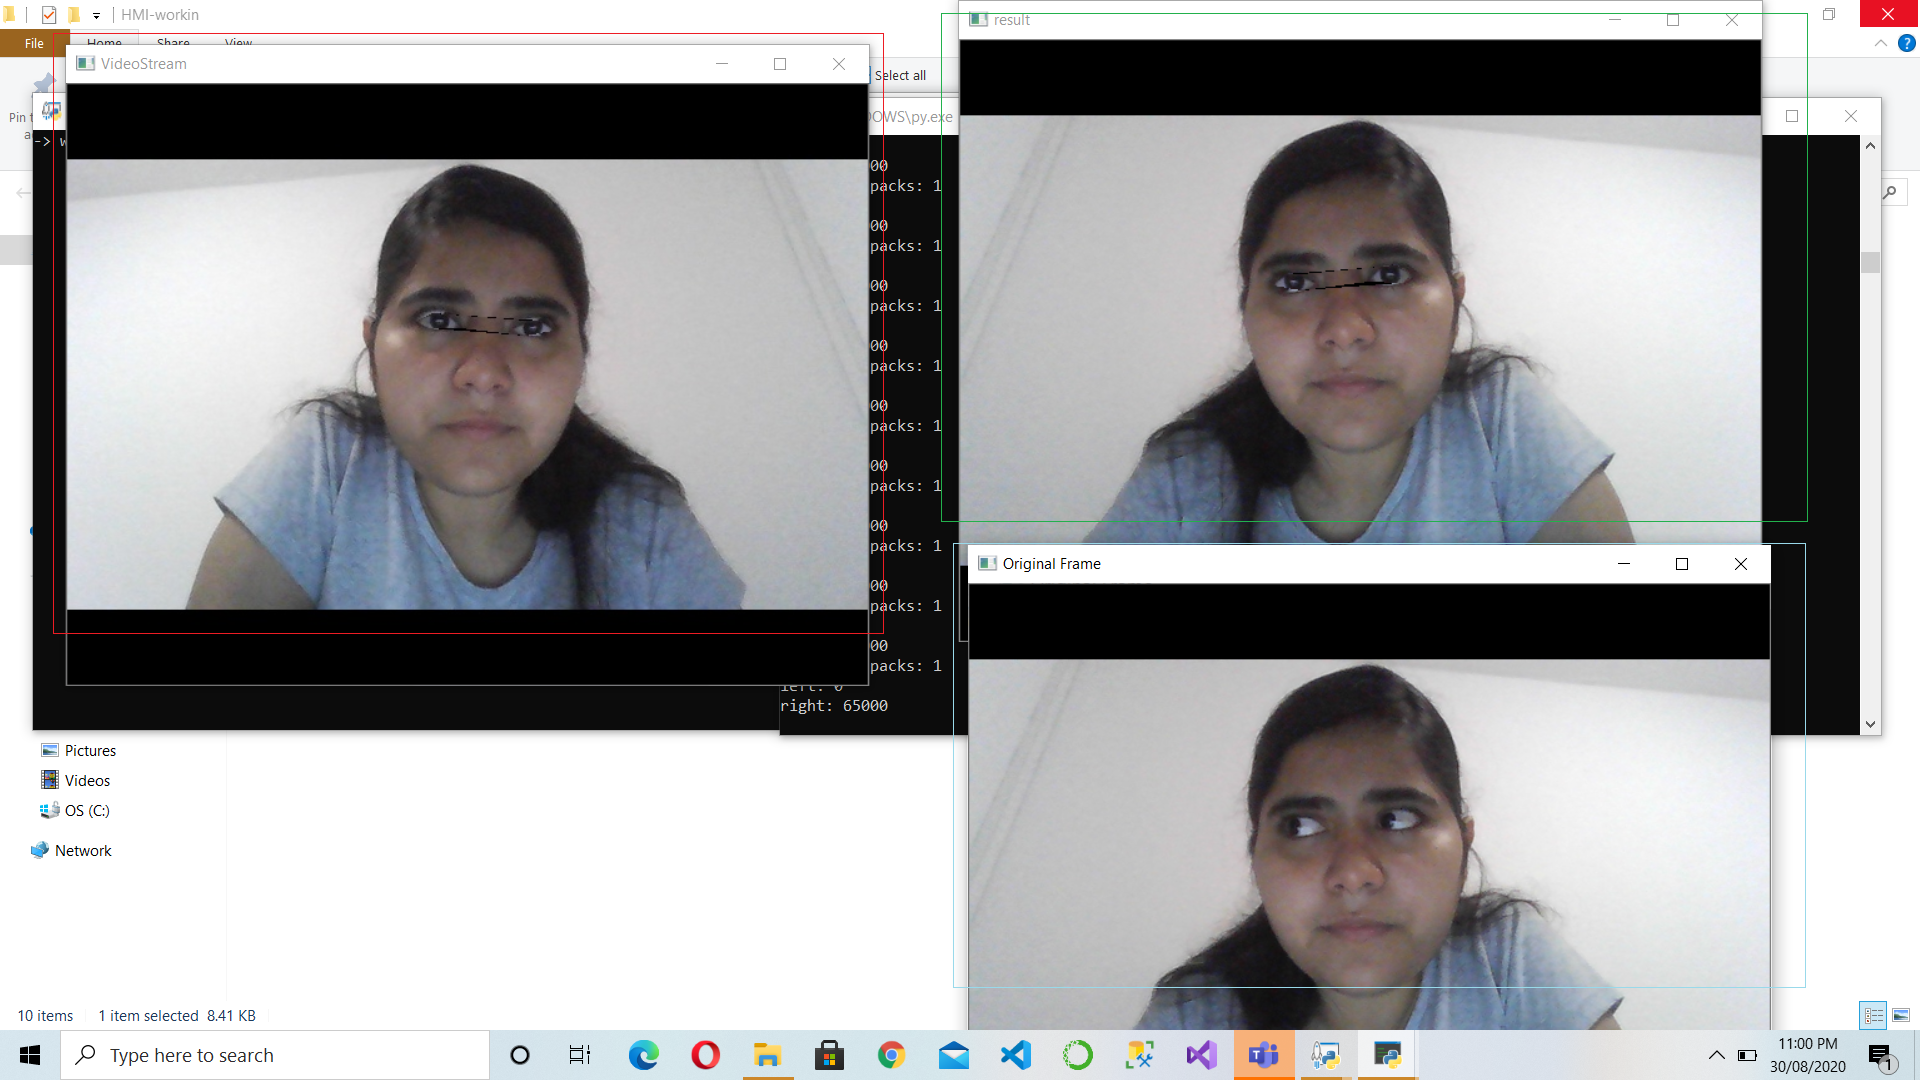 HMI-workin
File
Home
Share
View
VideoStream
result
Select all
DOWS\py.exe
->
00
packs: 1
00
packs: 1
00
packs: 1
00
packs: 1
00
packs: 1
00
packs: 1
00
packs: 1
00
packs: 1
00
packs: 1
left: 0
right: 65000
Original Frame
Pictures
Videos
OS (C:)
Network
10 items
1 item selected 8.41 KB
Type here to search
11:00 PM
30/08/2020
1